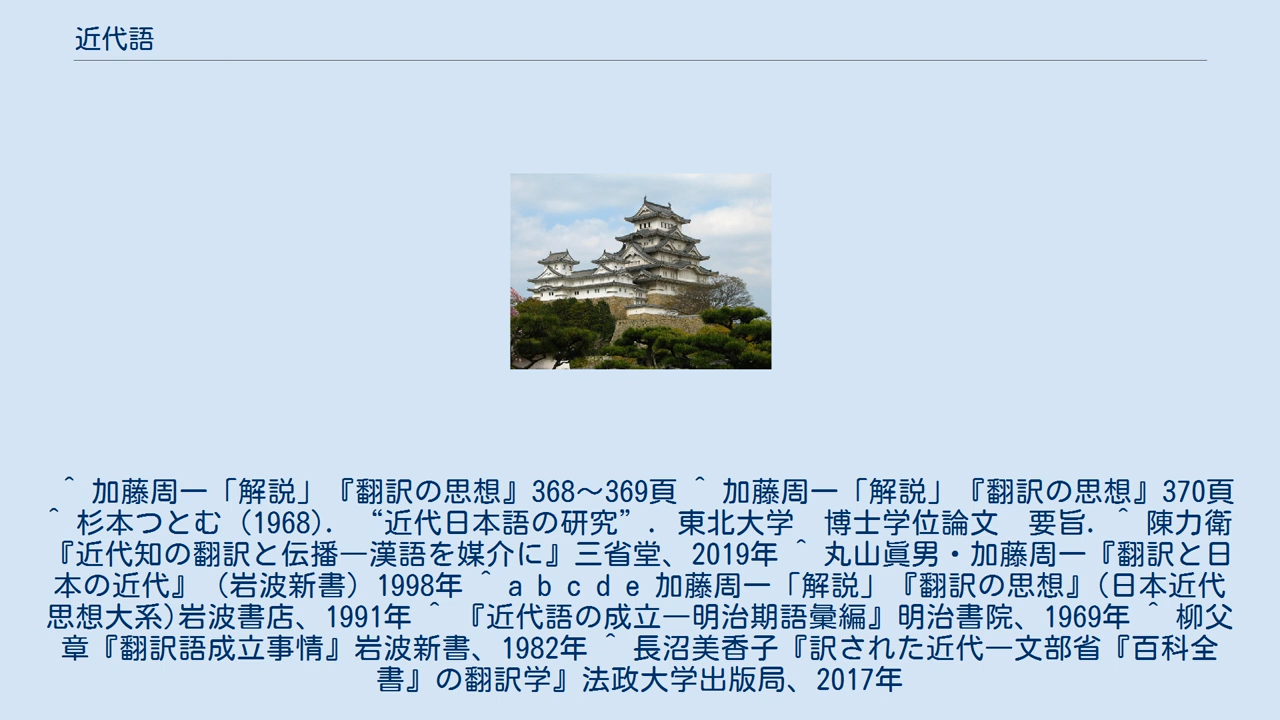 近代語
^ 加藤周一「解説」『翻訳の思想』368〜369頁 ^ 加藤周一「解説」『翻訳の思想』370頁
^ 杉本つとむ (1968). “近代日本語の研究”. 東北大学　博士学位論文　要旨. ^ 陳力衛
『近代知の翻訳と伝播―漢語を媒介に』三省堂、2019年 ^ 丸山眞男・加藤周一『翻訳と日
本の近代』（岩波新書）1998年 ^ a b c d e 加藤周一「解説」『翻訳の思想』(日本近代
思想大系)岩波書店、1991年 ^ 『近代語の成立―明治期語彙編』明治書院、1969年 ^ 柳父
章『翻訳語成立事情』岩波新書、1982年 ^ 長沼美香子『訳された近代―文部省『百科全
書』の翻訳学』法政大学出版局、2017年